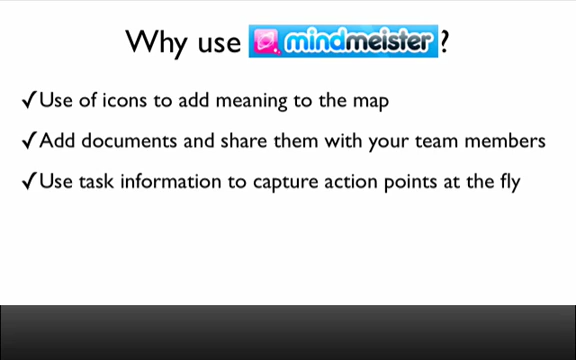 Why use mindmeister ?
✓Use of icons to add meaning to the map
✓Add documents and share them with your team members
✓Use task information to capture action points at the fly